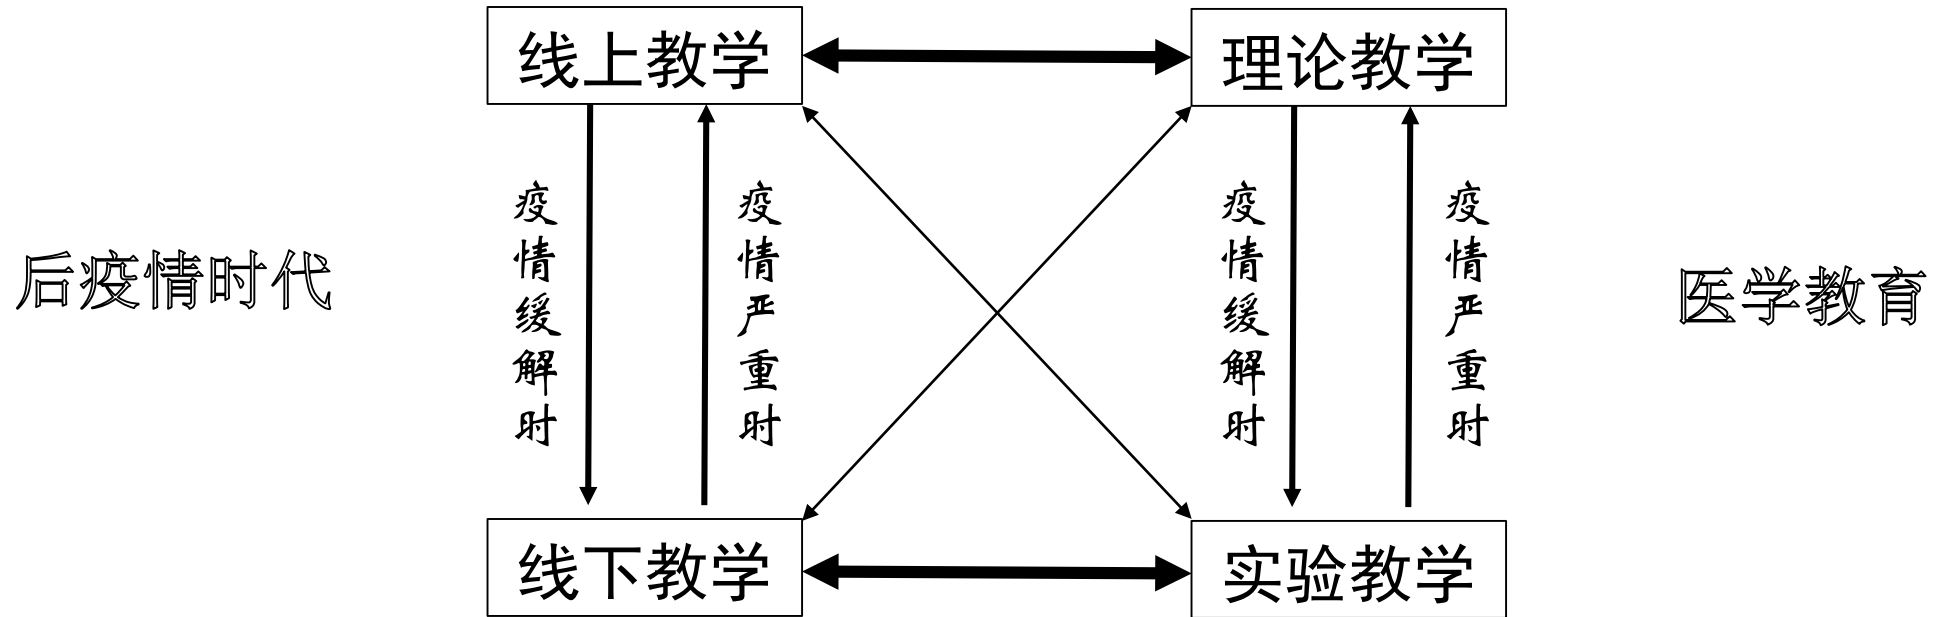 线上教学
理论教学
疫情缓解时
疫情严重时
疫情缓解时
疫情严重时
后疫情时代
医学教育
线下教学
实验教学